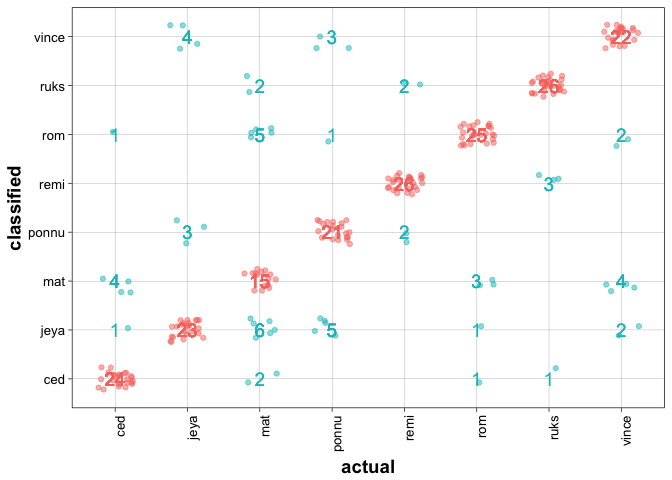 vince 4 3 22
ruks 2 2 26
rom 1 5 1 25 2
remi 26 3
ponnu 3 21 2
mat 4 15 3 4
jeya 1 23 6 5 1 2
ced 24 2 1 1
ced jeya mat ponnu remi rom ruks vince
actual
classified